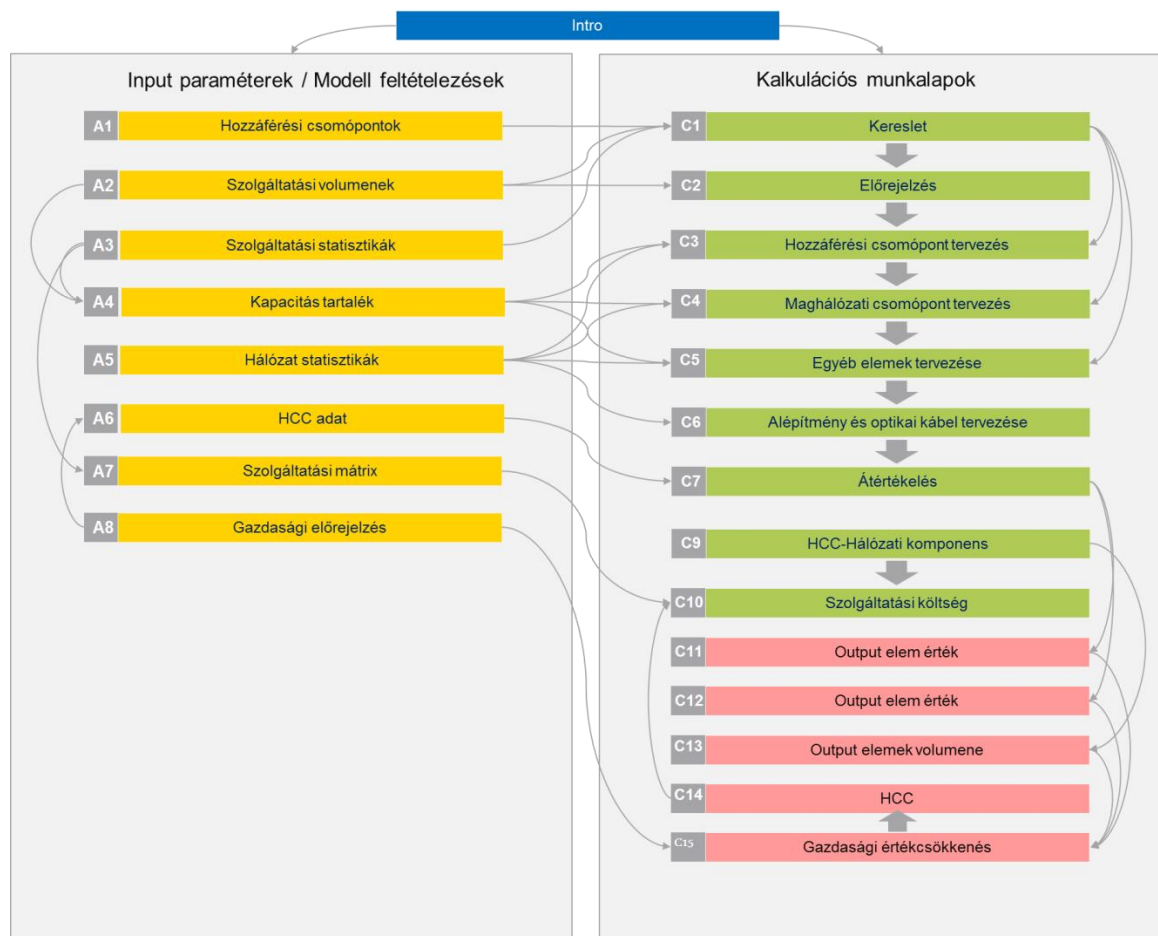 Intro
Input paraméterek / Modell feltételezések
A1 Hozzáférési csomópontok
A2 Szolgáltatási volumenek
A3 Szolgáltatási statisztikák
A4 Kapacitás tartalék
A5 Hálózat statisztikák
A6 HCC adat
A7 Szolgáltatási mátrix
A8 Gazdasági előrejelzés
Kalkulációs munkalapok
C1 Kereslet
C2 Előrejelzés
C3 Hozzáférési csomópont tervezés
C4 Maghálózati csomópont tervezés
C5 Egyéb elemek tervezése
C6 Alépítmény és optikai kábel tervezése
C7 Átértékelés
C9 HCC-Hálózati komponens
C10 Szolgáltatási költség
C11 Output elem érték
C12 Output elem érték
C13 Output elemek volumene
C14 HCC
C15 Gazdasági értékcsökkenés